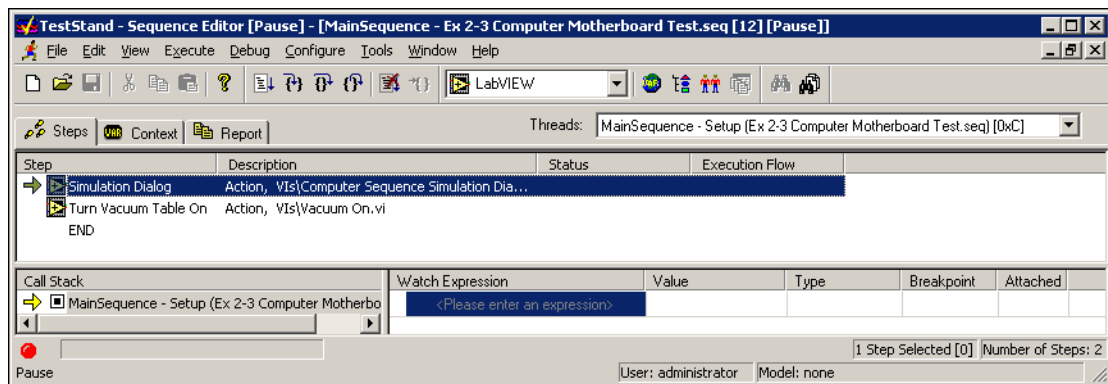 TestStand - Sequence Editor [Pause] - [MainSequence - Ex 2-3 Computer Motherboard Test.seq [12] [Pause]]
File Edit View Execute Debug Configure Tools Window Help
LabVIEW
Steps VAR Context Report Threads: MainSequence - Setup (Ex 2-3 Computer Motherboard Test.seq) [0xC]
Step Description Status Execution Flow
Simulation Dialog Action, VIs\Computer Sequence Simulation Dia...
Turn Vacuum Table On Action, VIs\Vacuum On.vi
END
Call Stack Watch Expression Value Type Breakpoint Attached
MainSequence - Setup (Ex 2-3 Computer Motherbo <Please enter an expression>
1 Step Selected [0] Number of Steps: 2
Pause User: administrator Model: none